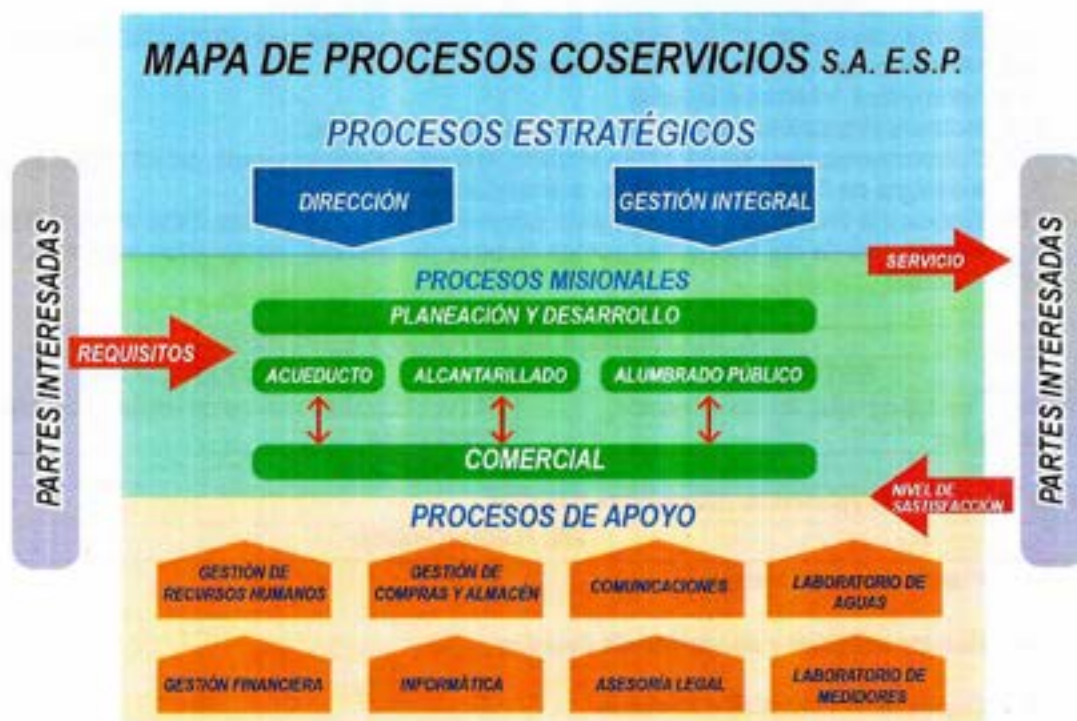 MAPA DE PROCESOS COSERVICIOS S.A. E.S.P.
PROCESOS ESTRATÉGICOS
DIRECCIÓN
GESTIÓN INTEGRAL
PARTES INTERESADAS
REQUISITOS
SERVICIO
PARTES INTERESADAS
PROCESOS MISIONALES
PLANEACIÓN Y DESARROLLO
ACUEDUCTO
ALCANTARILLADO
ALUMBRADO PÚBLICO
COMERCIAL
NIVEL DE
SASTISFACCIÓN
PROCESOS DE APOYO
GESTIÓN DE
RECURSOS HUMANOS
GESTIÓN DE
COMPRAS Y ALMACÉN
COMUNICACIONES
LABORATORIO DE
AGUAS
GESTIÓN FINANCIERA
INFORMÁTICA
ASESORÍA LEGAL
LABORATORIO DE
MEDIDORES